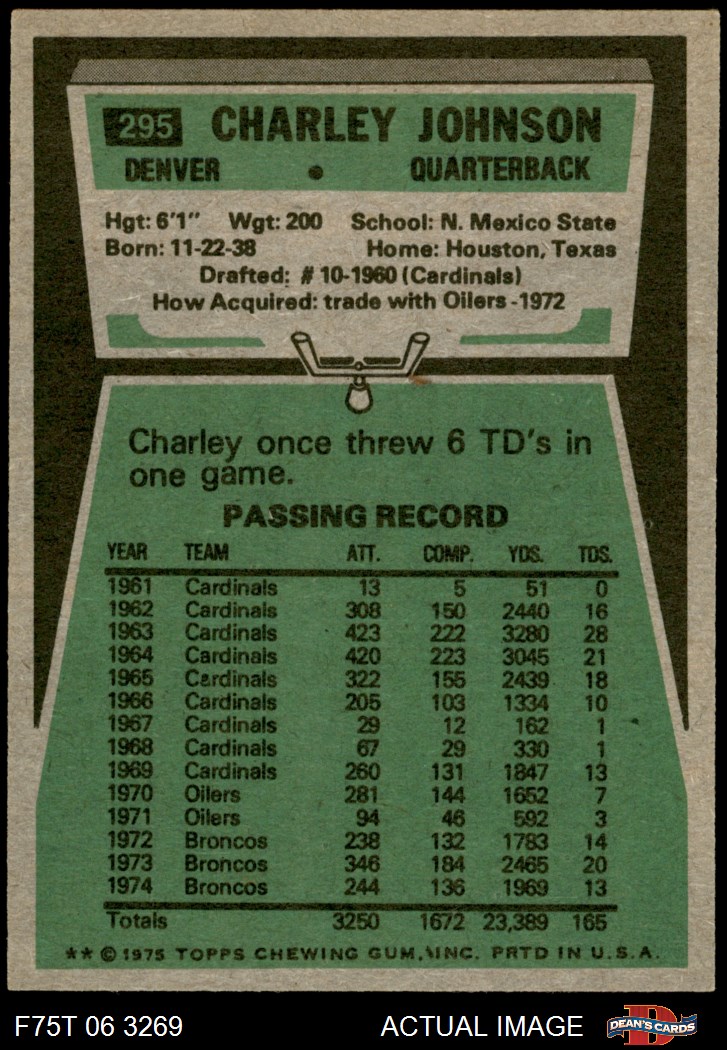 295 CHARLEY JOHNSON
DENVER • QUARTERBACK
Hgt: 6'1" Wgt: 200 School: N. Mexico State
Born: 11-22-38 Home: Houston, Texas
Drafted: # 10-1960 (Cardinals)
How Acquired: trade with Oilers -1972
Charley once threw 6 TD's in
one game.
PASSING RECORD
YEAR TEAM ATT. COMP. YDS. TDS.
1961 Cardinals 13 5 51 0
1962 Cardinals 308 150 2440 16
1963 Cardinals 423 222 3280 28
1964 Cardinals 420 223 3045 21
1965 Cardinals 322 155 2439 18
1966 Cardinals 205 103 1334 10
1967 Cardinals 29 12 162 1
1968 Cardinals 67 29 330 1
1969 Cardinals 260 131 1847 13
1970 Oilers 281 144 1652 7
1971 Oilers 94 46 592 3
1972 Broncos 238 132 1783 14
1973 Broncos 346 184 2465 20
1974 Broncos 244 136 1969 13
Totals 3250 1672 23,389 165
** © 1975 TOPPS CHEWING GUM, INC. PRTD IN U.S.A.
F75T 06 3269 ACTUAL IMAGE D DEAN'S CARDS